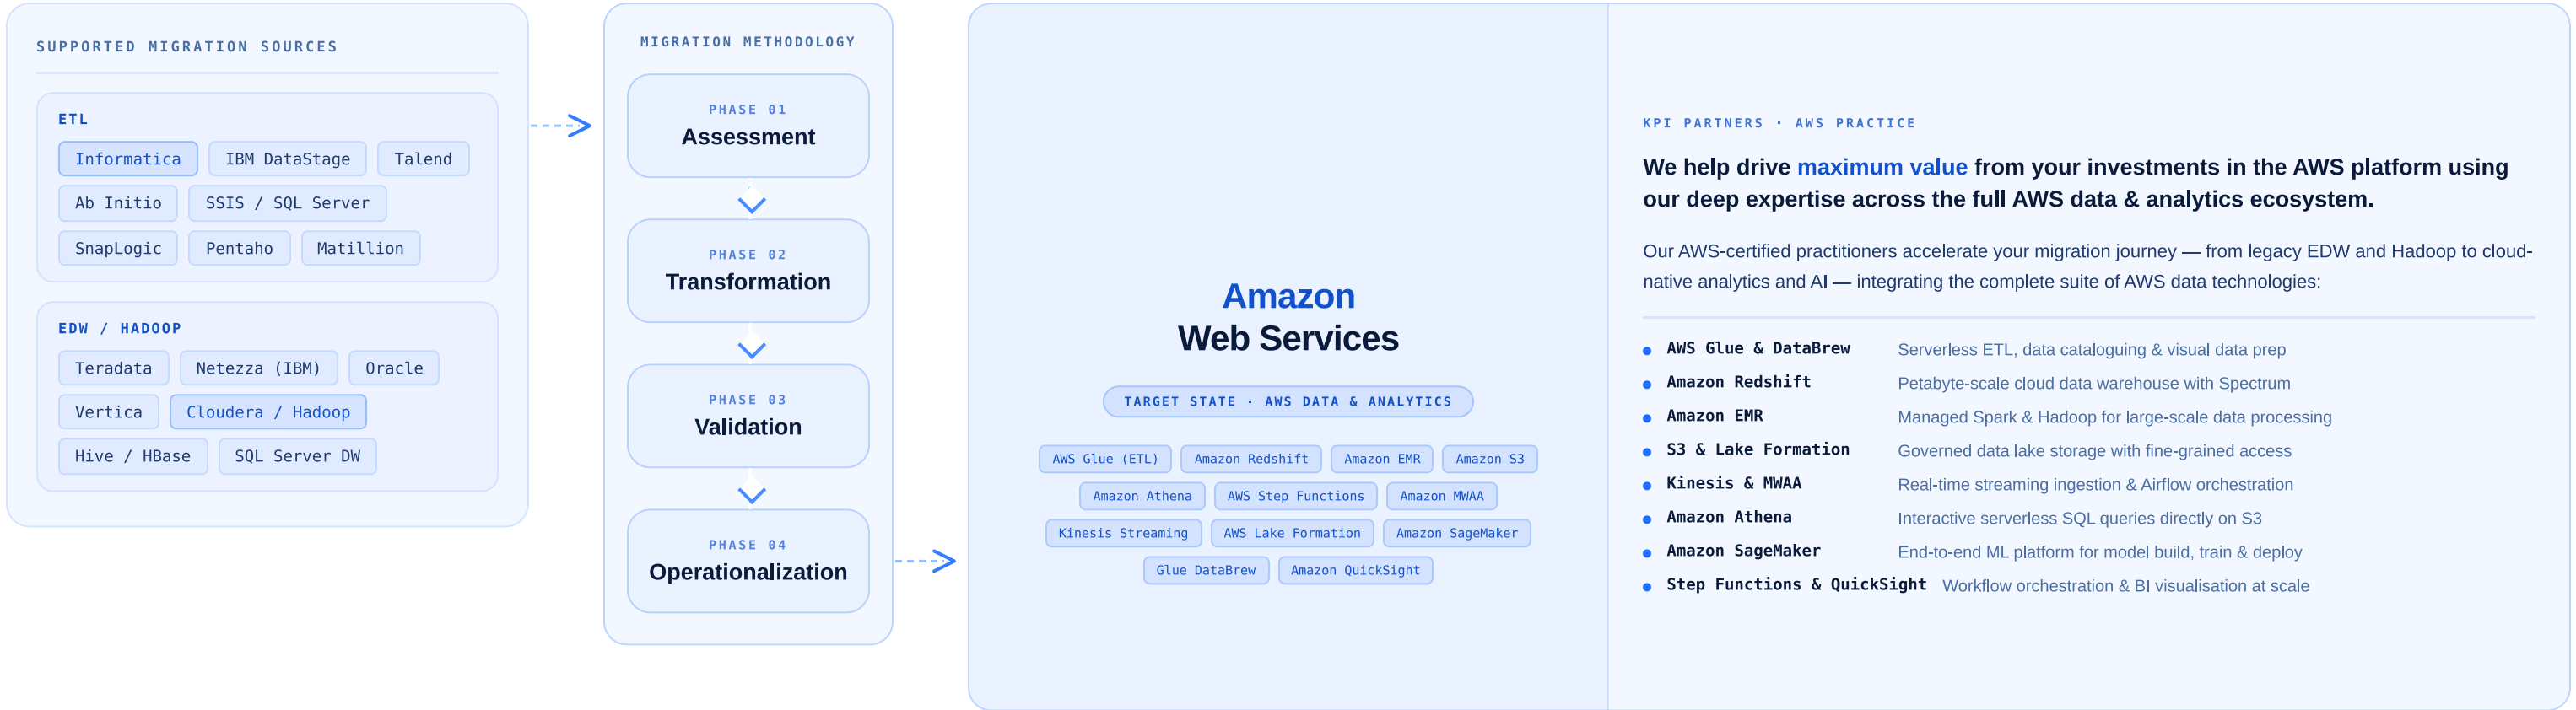 SUPPORTED MIGRATION SOURCES
ETL
Informatica IBM DataStage Talend
Ab Initio SSIS / SQL Server
SnapLogic Pentaho Matillion
EDW / HADOOP
Teradata Netezza (IBM) Oracle
Vertica Cloudera / Hadoop
Hive / HBase SQL Server DW
MIGRATION METHODOLOGY
PHASE 01
Assessment
PHASE 02
Transformation
PHASE 03
Validation
PHASE 04
Operationalization
Amazon
Web Services
TARGET STATE · AWS DATA & ANALYTICS
AWS Glue (ETL) Amazon Redshift Amazon EMR Amazon S3
Amazon Athena AWS Step Functions Amazon MWAA
Kinesis Streaming AWS Lake Formation Amazon SageMaker
Glue DataBrew Amazon QuickSight
KPI PARTNERS · AWS PRACTICE
We help drive maximum value from your investments in the AWS platform using
our deep expertise across the full AWS data & analytics ecosystem.
Our AWS-certified practitioners accelerate your migration journey — from legacy EDW and Hadoop to cloud-
native analytics and AI — integrating the complete suite of AWS data technologies:
AWS Glue & DataBrew Serverless ETL, data cataloguing & visual data prep
Amazon Redshift Petabyte-scale cloud data warehouse with Spectrum
Amazon EMR Managed Spark & Hadoop for large-scale data processing
S3 & Lake Formation Governed data lake storage with fine-grained access
Kinesis & MWAA Real-time streaming ingestion & Airflow orchestration
Amazon Athena Interactive serverless SQL queries directly on S3
Amazon SageMaker End-to-end ML platform for model build, train & deploy
Step Functions & QuickSight Workflow orchestration & BI visualisation at scale